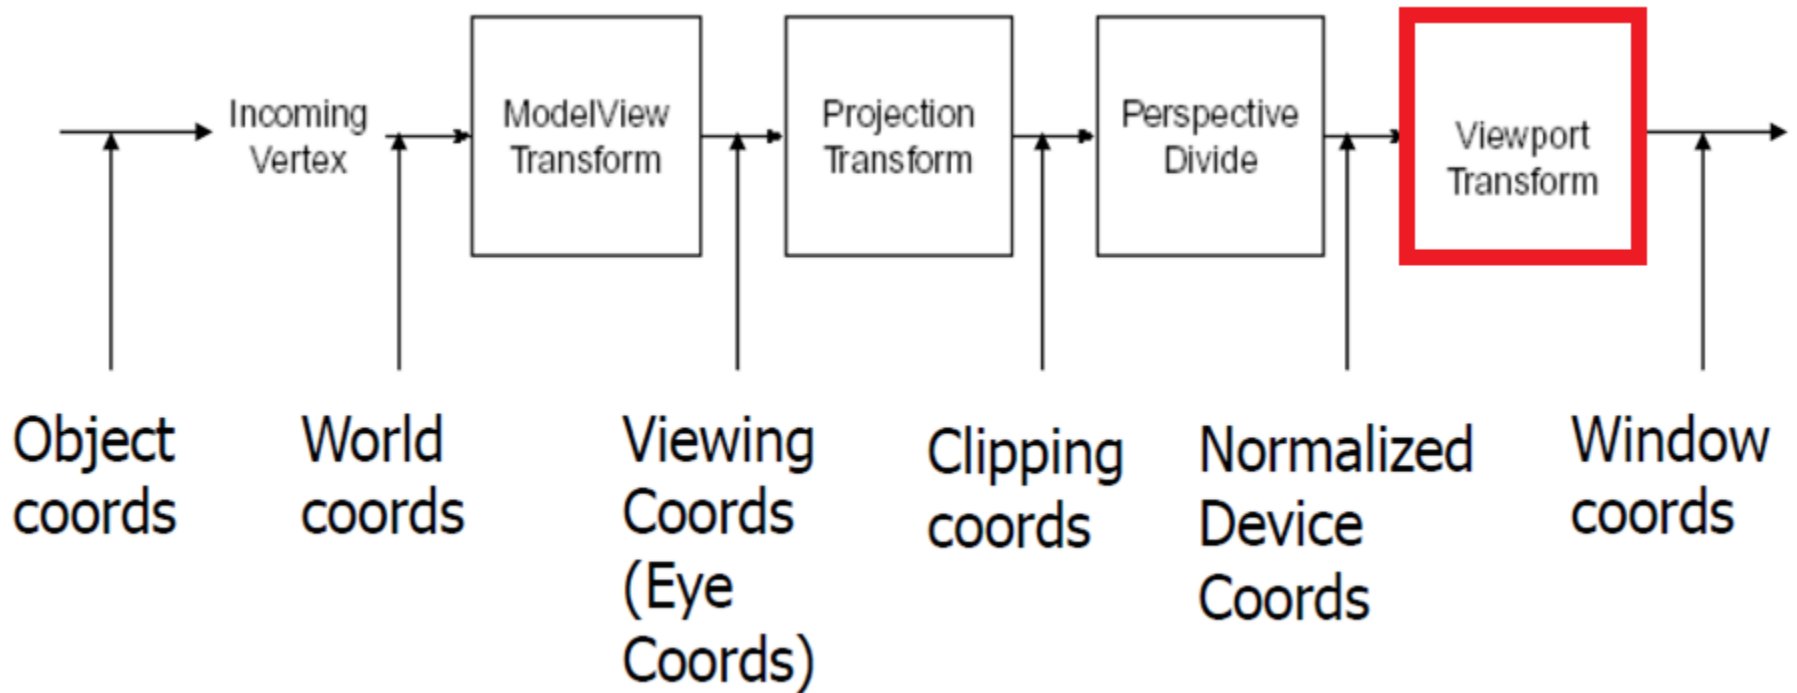 Incoming
Vertex
ModelView
Transform
Projection
Transform
Perspective
Divide
Viewport
Transform
Object
coords
World
coords
Viewing
Coords
(Eye
Coords)
Clipping
coords
Normalized
Device
Coords
Window
coords